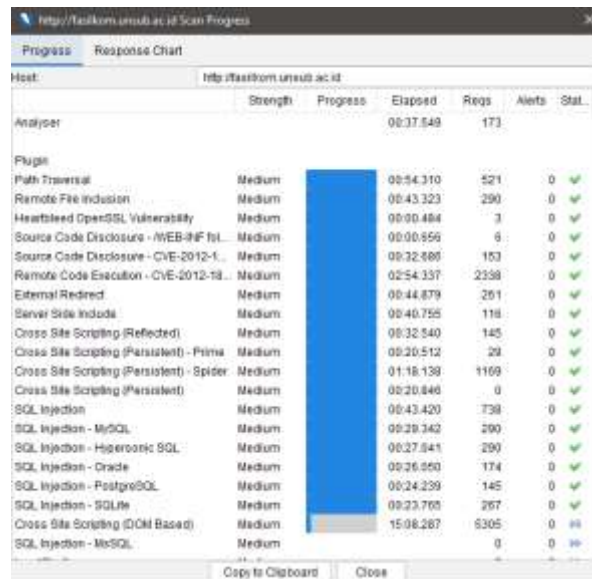 http://fasilkom.unsub.ac.id Scan Progress
Progress Response Chart
Host: http://fasilkom.unsub.ac.id
Strength Progress Elapsed Reqs Alerts Stat...
Analyser 00:37.549 173
Plugin
Path Traversal Medium 00:54.310 521 0
Remote File Inclusion Medium 00:43.323 290 0
Heartbleed OpenSSL Vulnerability Medium 00:00.484 3 0
Source Code Disclosure - /WEB-INF fol... Medium 00:00.656 6 0
Source Code Disclosure - CVE-2012-1... Medium 00:32.686 153 0
Remote Code Execution - CVE-2012-18... Medium 02:54.337 2338 0
External Redirect Medium 00:44.879 261 0
Server Side Include Medium 00:40.755 116 0
Cross Site Scripting (Reflected) Medium 00:32.540 145 0
Cross Site Scripting (Persistent) - Prime Medium 00:20.512 29 0
Cross Site Scripting (Persistent) - Spider Medium 01:18.138 1169 0
Cross Site Scripting (Persistent) Medium 00:20.846 0 0
SQL Injection Medium 00:43.420 738 0
SQL Injection - MySQL Medium 00:29.342 290 0
SQL Injection - Hypersonic SQL Medium 00:27.941 290 0
SQL Injection - Oracle Medium 00:26.050 174 0
SQL Injection - PostgreSQL Medium 00:24.239 145 0
SQL Injection - SQLite Medium 00:23.765 267 0
Cross Site Scripting (DOM Based) Medium 15:08.287 5305 0
SQL Injection - MsSQL Medium 0 0
Copy to Clipboard Close